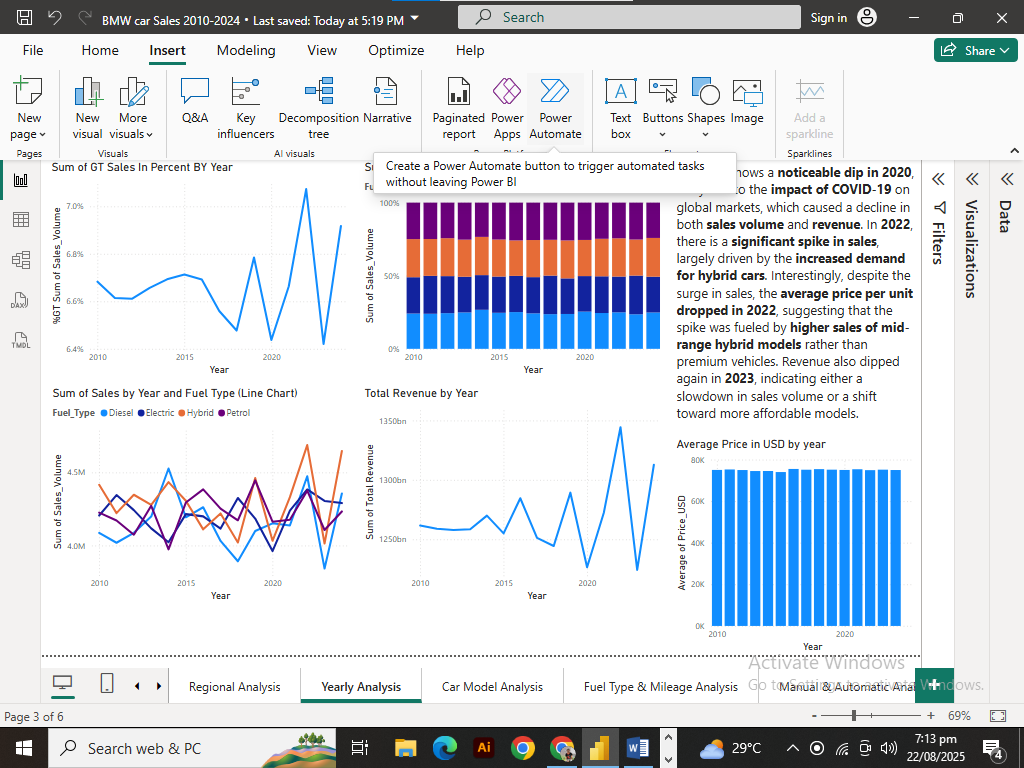 BMW car Sales 2010-2024 • Last saved: Today at 5:19 PM
Search
Sign in
File
Home
Insert
Modeling
View
Optimize
Help
Share
New page
Pages
New visual
More visuals
Visuals
Q&A
Key influencers
Decomposition tree
Narrative
AI visuals
Paginated report
Power Apps
Power Automate
Text box
Buttons
Shapes
Image
Add a sparkline
Sparklines
Create a Power Automate button to trigger automated tasks
without leaving Power BI
Sum of GT Sales In Percent BY Year
%GT Sum of Sales_Volume
7.0%
6.8%
6.6%
6.4%
2010
2015
2020
Year
Sum of Sales_Volume
100%
50%
0%
2010
2015
2020
Year
hows a noticeable dip in 2020,
o the impact of COVID-19 on
global markets, which caused a decline in
both sales volume and revenue. In 2022,
there is a significant spike in sales,
largely driven by the increased demand
for hybrid cars. Interestingly, despite the
surge in sales, the average price per unit
dropped in 2022, suggesting that the
spike was fueled by higher sales of mid-
range hybrid models rather than
premium vehicles. Revenue also dipped
again in 2023, indicating either a
slowdown in sales volume or a shift
toward more affordable models.
Filters
Visualizations
Data
DAX
TMDL
Sum of Sales by Year and Fuel Type (Line Chart)
Fuel_Type Diesel Electric Hybrid Petrol
Sum of Sales_Volume
4.5M
4.0M
2010
2015
2020
Year
Total Revenue by Year
Sum of Total Revenue
1350bn
1300bn
1250bn
2010
2015
2020
Year
Average Price in USD by year
Average of Price_USD
80K
60K
40K
20K
0K
2010
2020
Year
Activate Windows
Go to Settings to activate Windows.
Regional Analysis
Yearly Analysis
Car Model Analysis
Fuel Type & Mileage Analysis
Manual & Automatic Anal
+
Page 3 of 6
- + 69%
Search web & PC
Ai
29°C
7:13 pm
22/08/2025
4